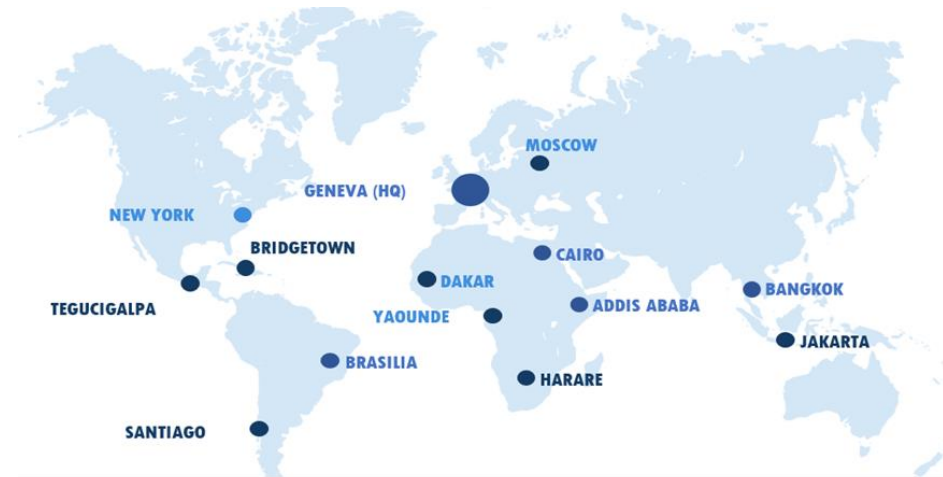 MOSCOW
GENEVA (HQ)
NEW YORK
BRIDGETOWN
CAIRO
DAKAR
BANGKOK
ADDIS ABABA
TEGUCIGALPA
YAOUNDE
JAKARTA
BRASILIA
HARARE
SANTIAGO